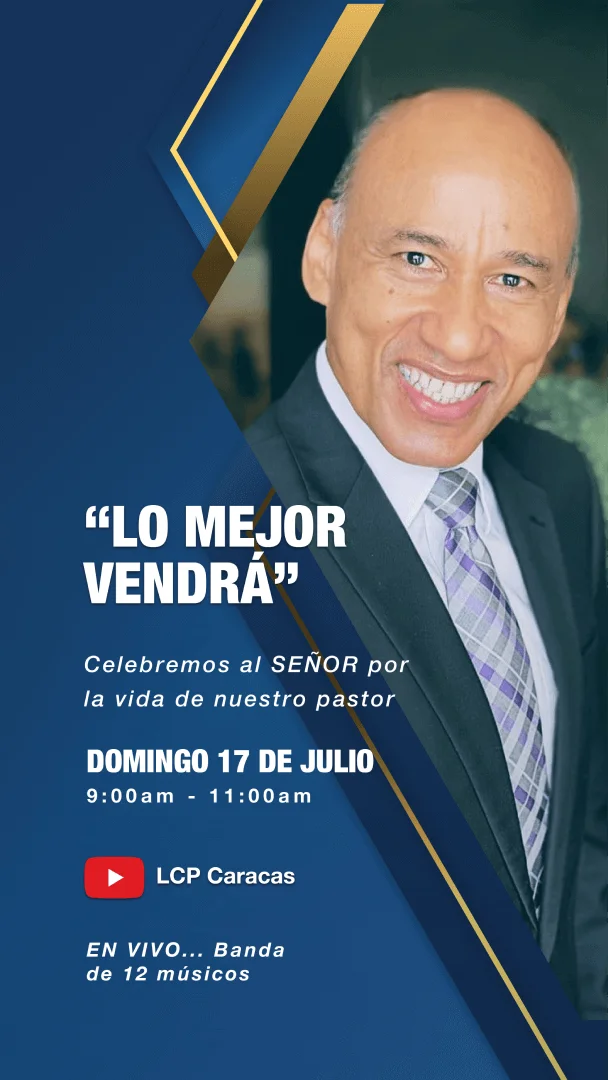 “LO MEJOR
VENDRÁ”
Celebremos al SEÑOR por
la vida de nuestro pastor
DOMINGO 17 DE JULIO
9:00am - 11:00am
LCP Caracas
EN VIVO... Banda
de 12 músicos